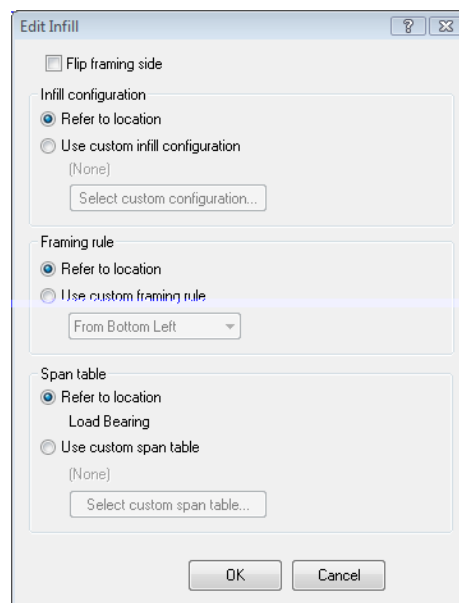 Edit Infill
Flip framing side
Infill configuration
Refer to location
Use custom infill configuration
(None)
Select custom configuration...
Framing rule
Refer to location
Use custom framing rule
From Bottom Left
Span table
Refer to location
Load Bearing
Use custom span table
(None)
Select custom span table...
OK Cancel